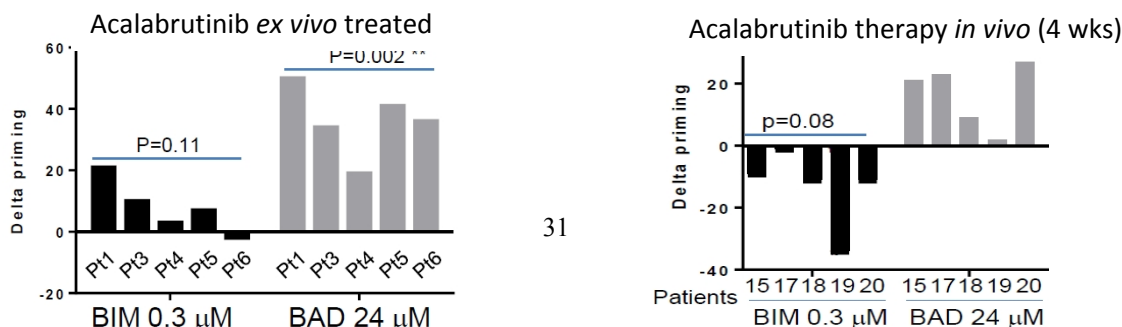 Acalabrutinib ex vivo treated
60
P=0.002 **
40
P=0.11
20
0
-20
Delta priming
Pt1 Pt3 Pt4 Pt5 Pt6 Pt1 Pt3 Pt4 Pt5 Pt6
BIM 0.3 μM BAD 24 μM
31
Acalabrutinib therapy in vivo (4 wks)
20
p=0.08
0
-20
-40
Delta priming
Patients 15 17 18 19 20 15 17 18 19 20
BIM 0.3 μM BAD 24 μM